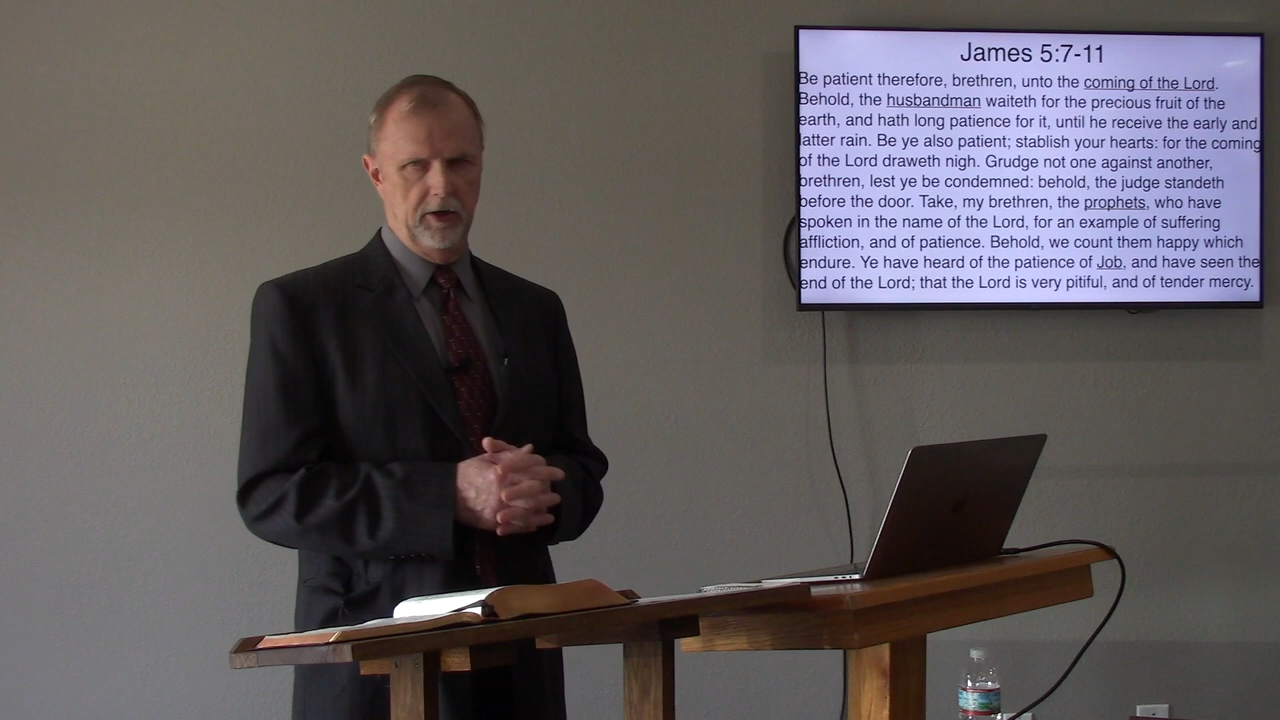 James 5:7-11
Be patient therefore, brethren, unto the coming of the Lord.
Behold, the husbandman waiteth for the precious fruit of the
earth, and hath long patience for it, until he receive the early and
latter rain. Be ye also patient; stablish your hearts: for the coming
of the Lord draweth nigh. Grudge not one against another,
brethren, lest ye be condemned: behold, the judge standeth
before the door. Take, my brethren, the prophets, who have
spoken in the name of the Lord, for an example of suffering
affliction, and of patience. Behold, we count them happy which
endure. Ye have heard of the patience of Job, and have seen the
end of the Lord; that the Lord is very pitiful, and of tender mercy.